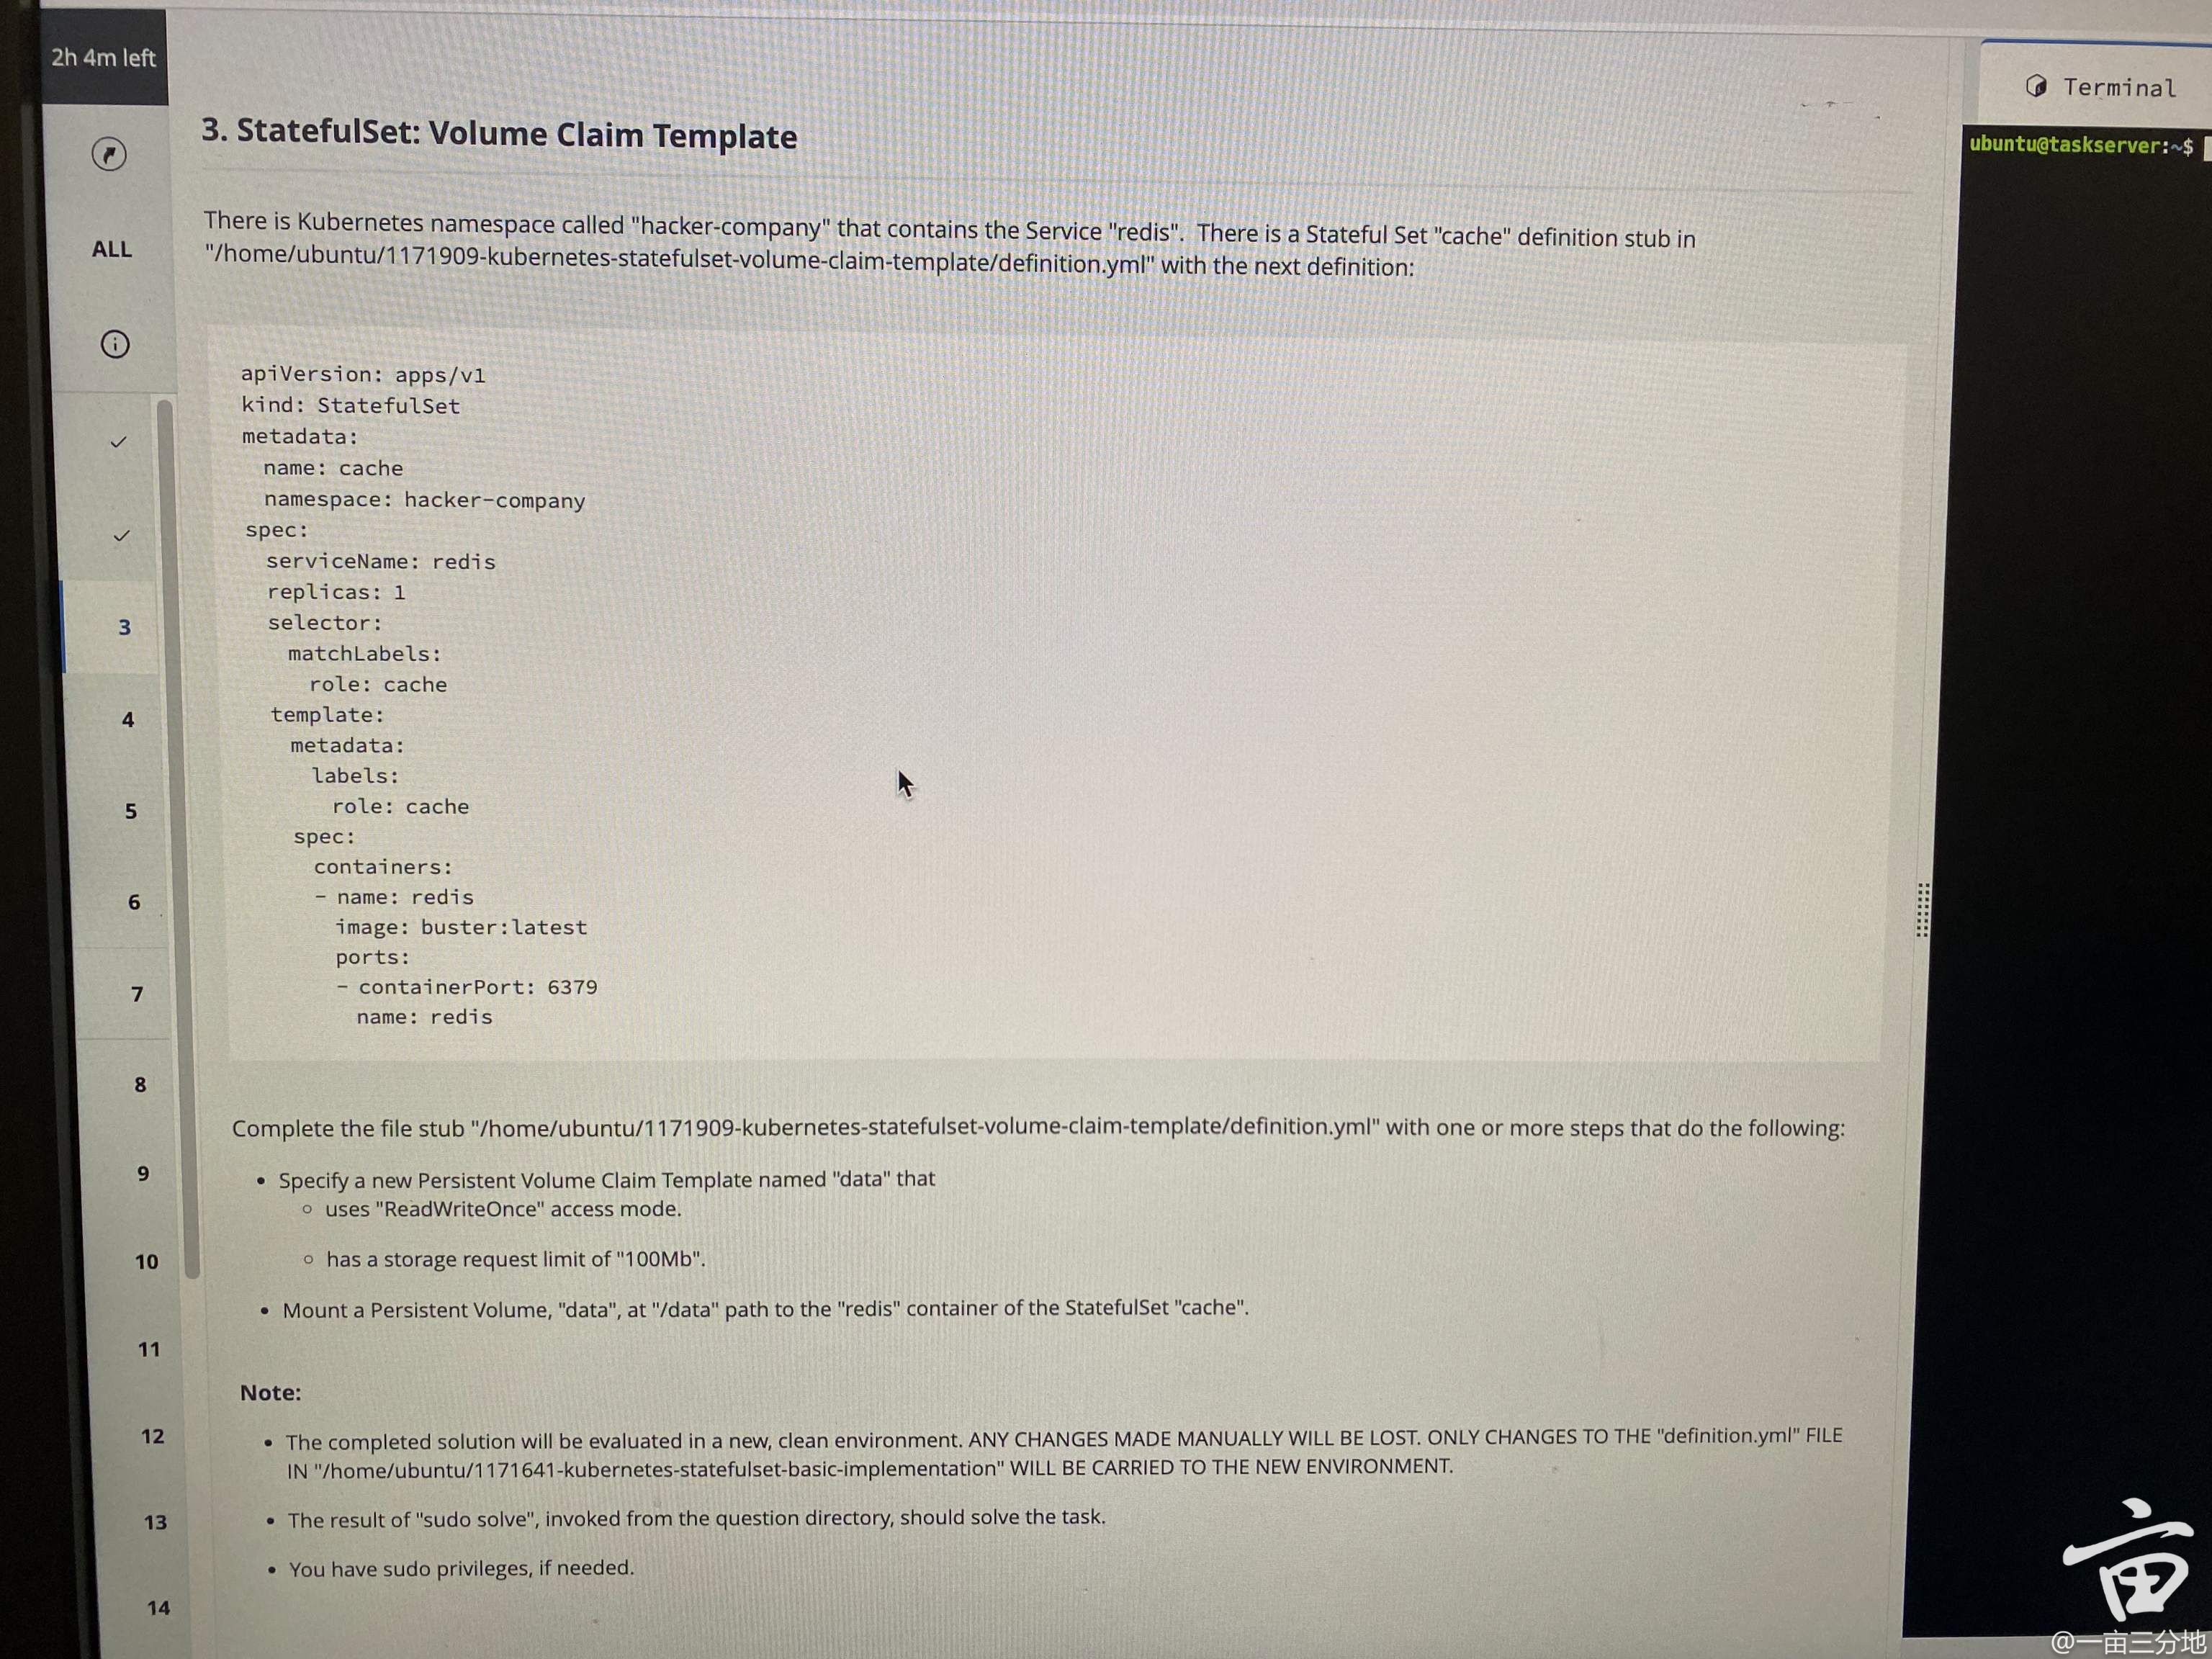 2h 4m left
Terminal
ubuntu@taskserver:~$
ALL
3
4
5
6
7
8
9
10
11
12
13
14
3. StatefulSet: Volume Claim Template
There is Kubernetes namespace called "hacker-company" that contains the Service "redis".  There is a Stateful Set "cache" definition stub in
"/home/ubuntu/1171909-kubernetes-statefulset-volume-claim-template/definition.yml" with the next definition:
apiVersion: apps/v1
kind: StatefulSet
metadata:
  name: cache
  namespace: hacker-company
spec:
  serviceName: redis
  replicas: 1
  selector:
    matchLabels:
      role: cache
  template:
    metadata:
      labels:
        role: cache
    spec:
      containers:
      - name: redis
        image: buster:latest
        ports:
        - containerPort: 6379
          name: redis
Complete the file stub "/home/ubuntu/1171909-kubernetes-statefulset-volume-claim-template/definition.yml" with one or more steps that do the following:
• Specify a new Persistent Volume Claim Template named "data" that
○ uses "ReadWriteOnce" access mode.
○ has a storage request limit of "100Mb".
• Mount a Persistent Volume, "data", at "/data" path to the "redis" container of the StatefulSet "cache".
Note:
• The completed solution will be evaluated in a new, clean environment. ANY CHANGES MADE MANUALLY WILL BE LOST. ONLY CHANGES TO THE "definition.yml" FILE
IN "/home/ubuntu/1171641-kubernetes-statefulset-basic-implementation" WILL BE CARRIED TO THE NEW ENVIRONMENT.
• The result of "sudo solve", invoked from the question directory, should solve the task.
• You have sudo privileges, if needed.
亩
@一亩三分地